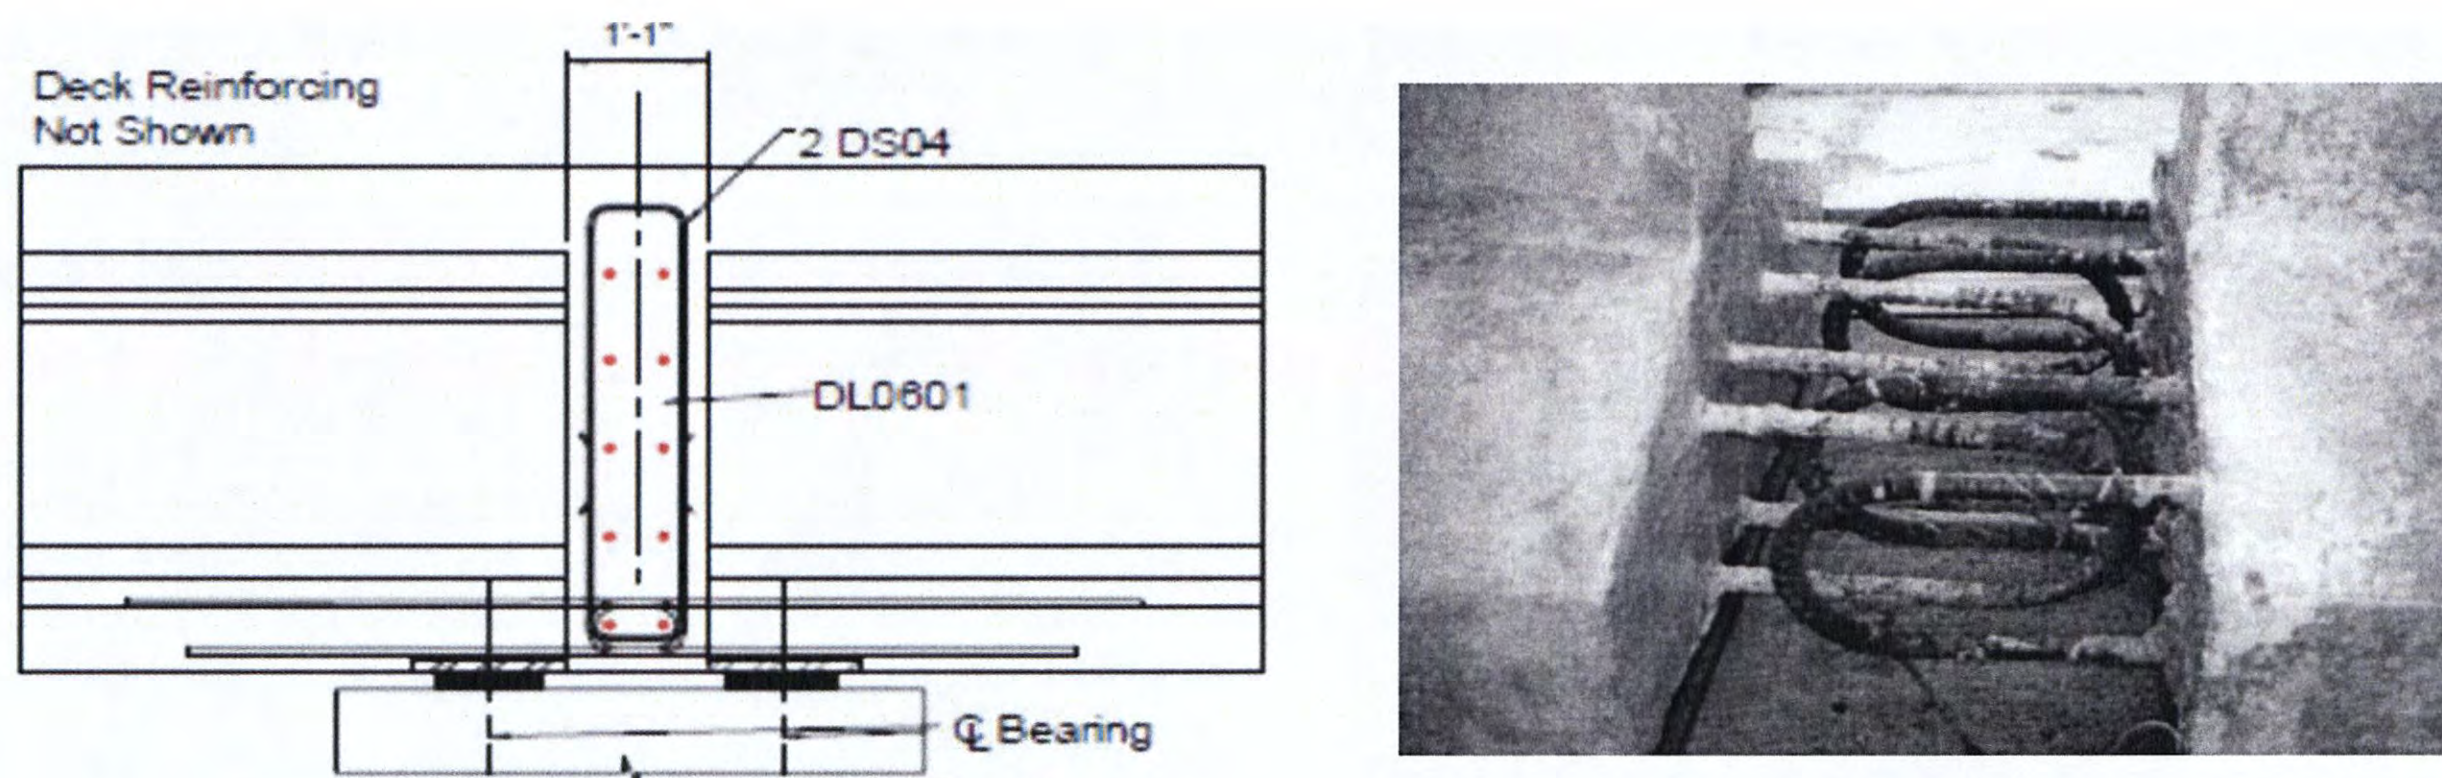 1'-1"
Deck Reinforcing
Not Shown
2 DS04
DL0601
℄ Bearing